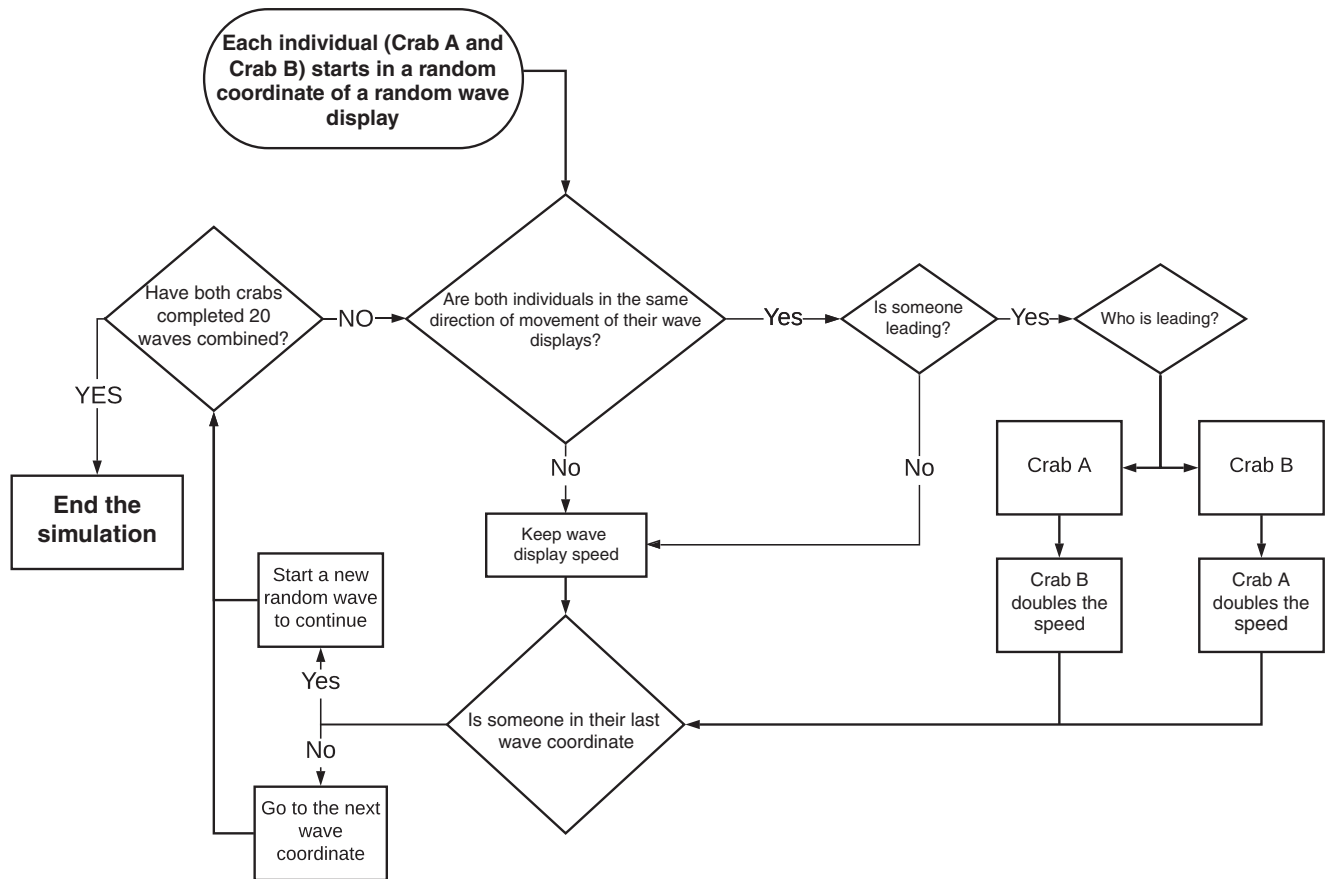 Each individual (Crab A and
Crab B) starts in a random
coordinate of a random wave
display
Have both crabs
completed 20
waves combined?
NO
Are both individuals in the same
direction of movement of their wave
displays?
Yes
Is someone
leading?
Yes
Who is leading?
YES
End the
simulation
No
No
Crab A
Crab B
Keep wave
display speed
Start a new
random wave
to continue
Crab B
doubles the
speed
Crab A
doubles the
speed
Yes
Is someone in their last
wave coordinate
No
Go to the next
wave
coordinate